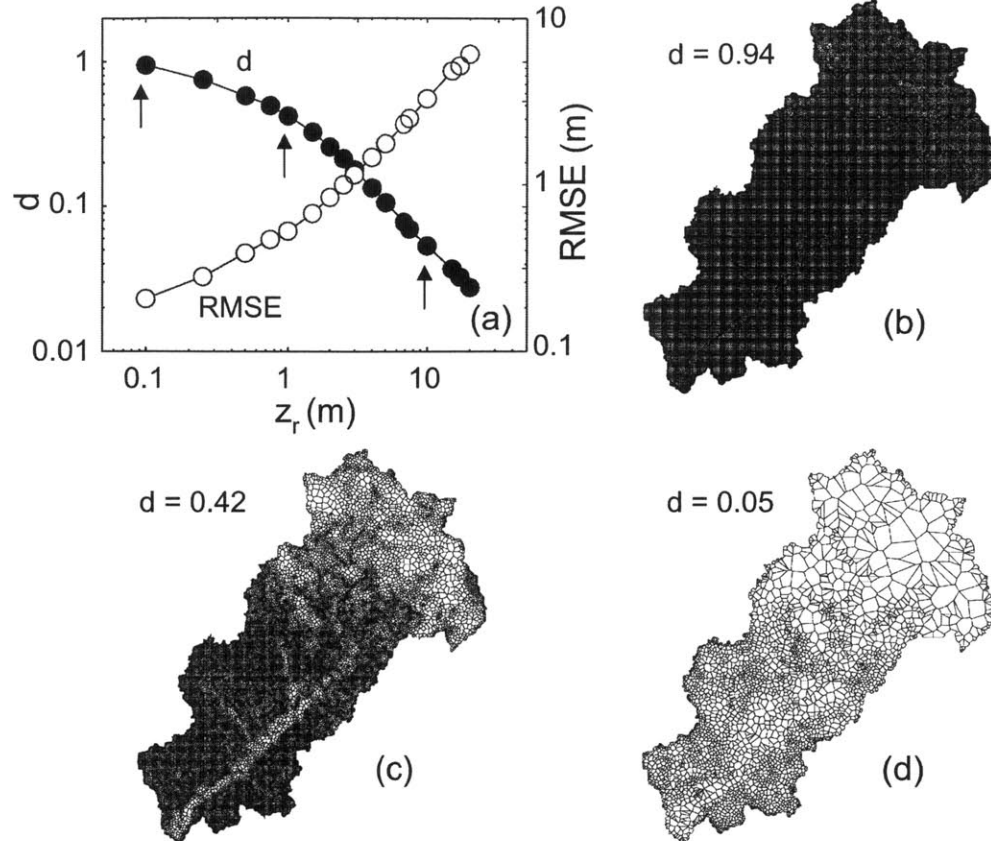 10
d = 0.94
1
d
d
0.1
1
RMSE (m)
RMSE
(a)
0.01
0.1
0.1
1
10
z_r (m)
(b)
d = 0.42
d = 0.05
(c)
(d)